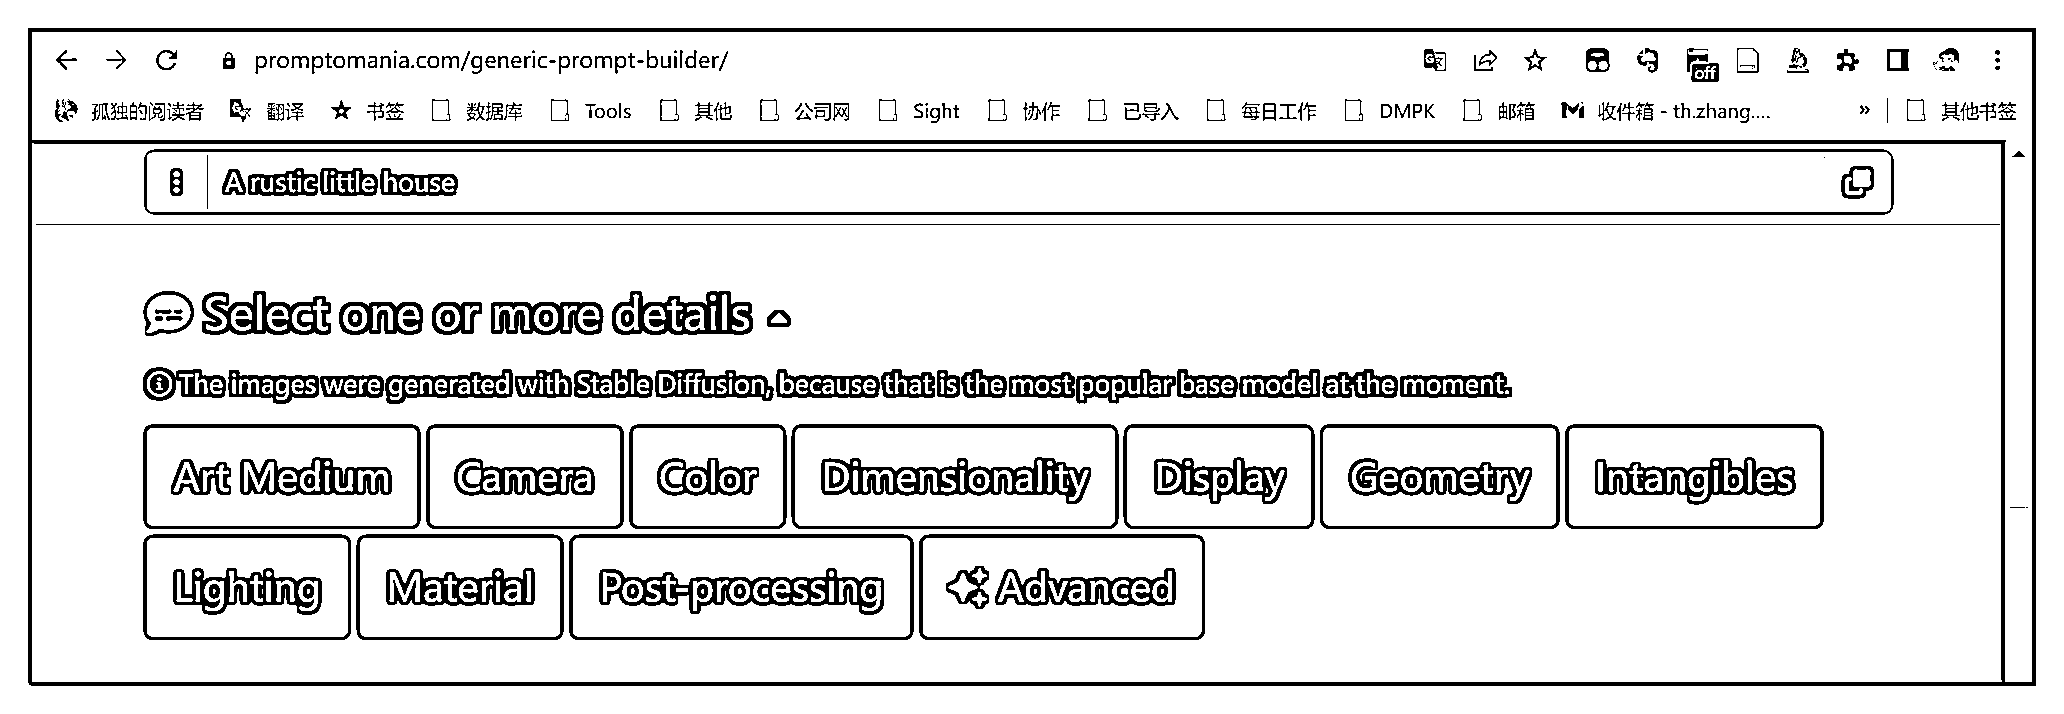 promptomania.com/generic-prompt-builder/
off
孤独的阅读者 翻译 书签 数据库 Tools 其他 公司网 Sight 协作 已导入 每日工作 DMPK 邮箱 收件箱 - th.zhang.... » 其他书签
A rustic little house
Select one or more details
The images were generated with Stable Diffusion, because that is the most popular base model at the moment.
Art Medium Camera Color Dimensionality Display Geometry Intangibles
Lighting Material Post-processing Advanced